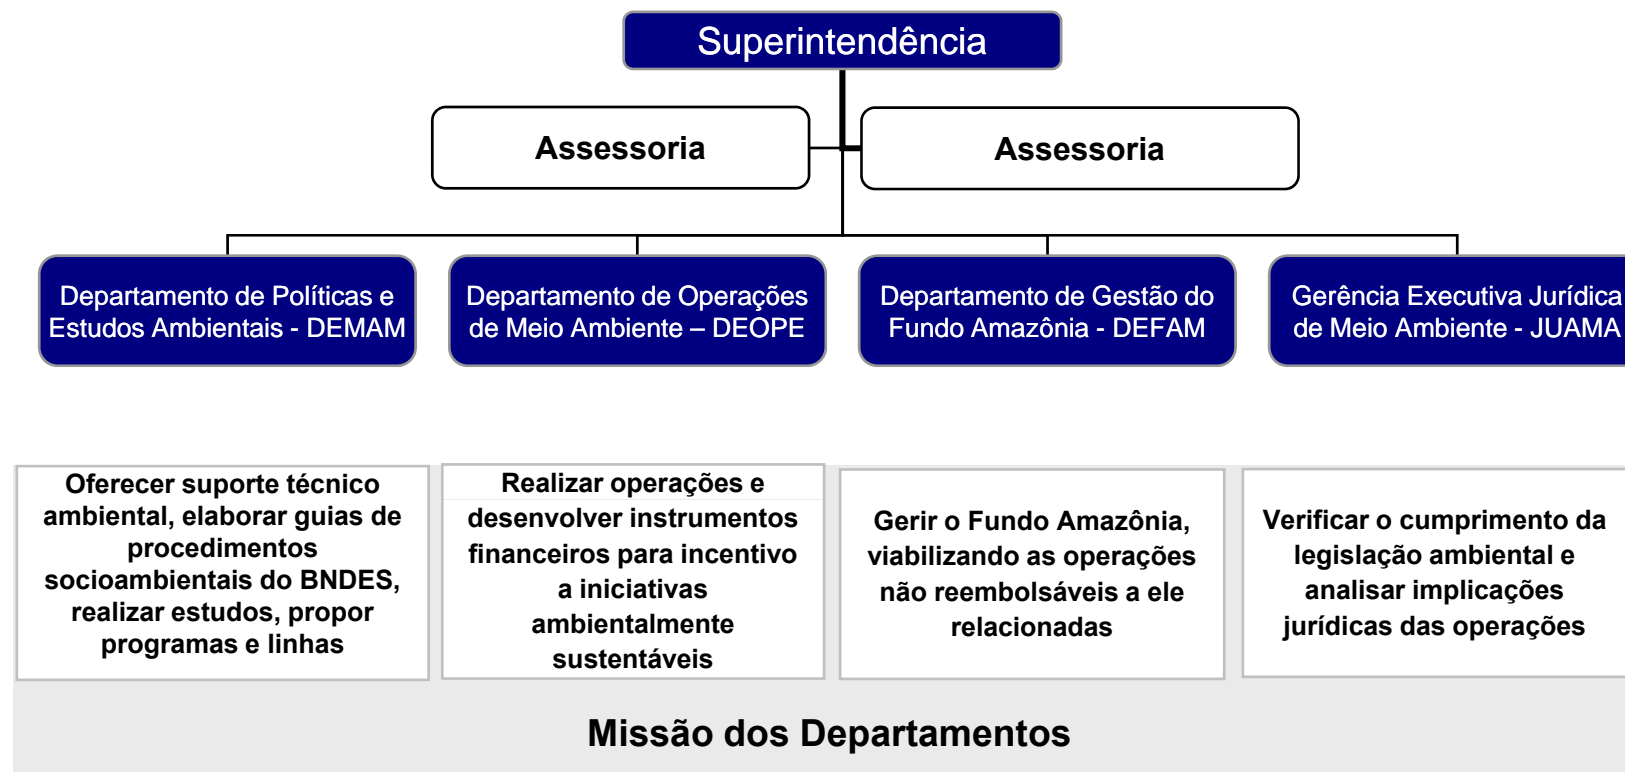 Superintendência
Assessoria
Assessoria
Departamento de Políticas e
Estudos Ambientais - DEMAM
Departamento de Operações
de Meio Ambiente – DEOPE
Departamento de Gestão do
Fundo Amazônia - DEFAM
Gerência Executiva Jurídica
de Meio Ambiente - JUAMA
Oferecer suporte técnico
ambiental, elaborar guias de
procedimentos
socioambientais do BNDES,
realizar estudos, propor
programas e linhas
Realizar operações e
desenvolver instrumentos
financeiros para incentivo
a iniciativas
ambientalmente
sustentáveis
Gerir o Fundo Amazônia,
viabilizando as operações
não reembolsáveis a ele
relacionadas
Verificar o cumprimento da
legislação ambiental e
analisar implicações
jurídicas das operações
Missão dos Departamentos